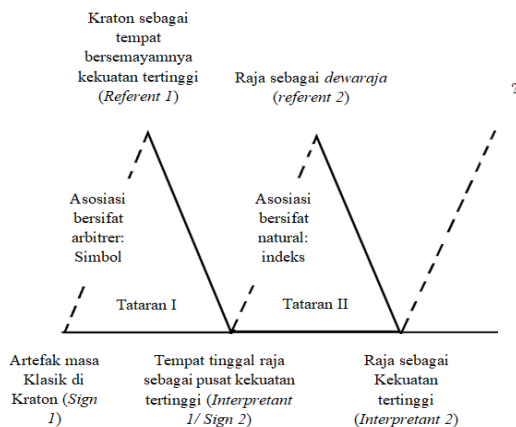 Kraton sebagai
tempat
bersemayamnya
kekuatan tertinggi
(Referent 1)
Raja sebagai dewaraja
(referent 2)
?
Asosiasi
bersifat
arbitrer:
Simbol
Asosiasi
bersifat
natural:
indeks
Tataran I
Tataran II
Artefak masa
Klasik di
Kraton (Sign
1)
Tempat tinggal raja
sebagai pusat kekuatan
tertinggi (Interpretant
1/ Sign 2)
Raja sebagai
Kekuatan
tertinggi
(Interpretant 2)